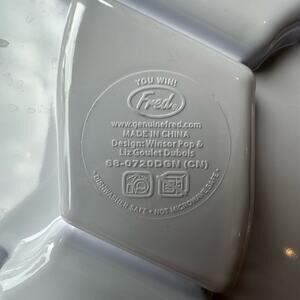 YOU WIN!
Fred
www.genuinefred.com
MADE IN CHINA
Design: Winsor Pop &
Liz Goulet Dubois
68-0720DGN (CN)
• DISHWASHER SAFE • NOT MICROWAVE SAFE •